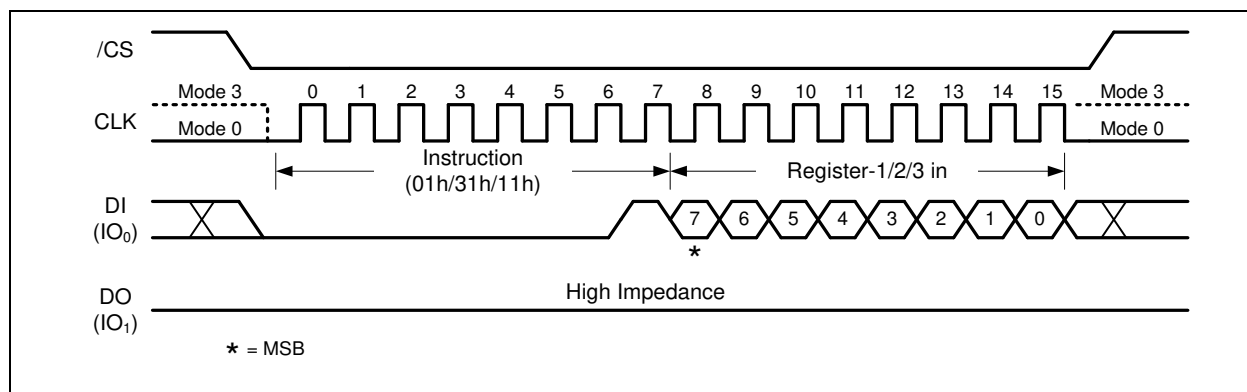 /CS
Mode 3 0 1 2 3 4 5 6 7 8 9 10 11 12 13 14 15 Mode 3
CLK
Mode 0 Mode 0
Instruction
(01h/31h/11h)
Register-1/2/3 in
DI
(IO₀)
7 6 5 4 3 2 1 0
*
High Impedance
DO
(IO₁)
* = MSB